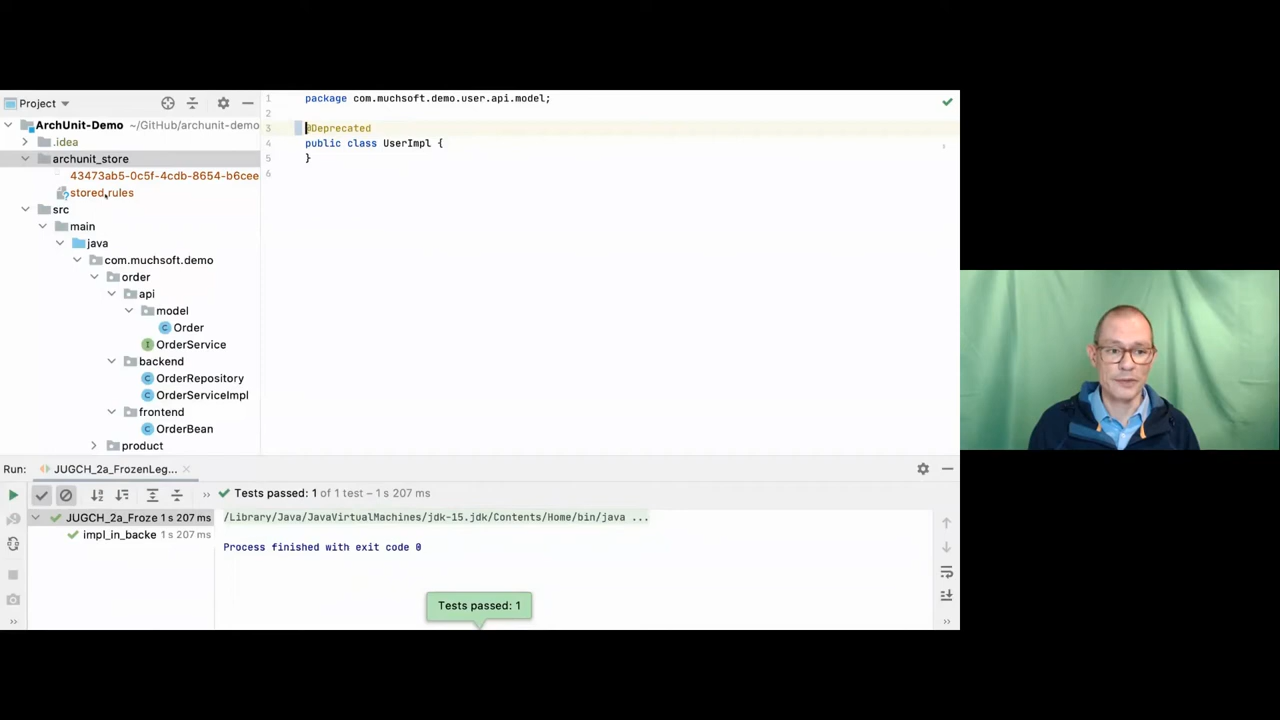 Project
ArchUnit-Demo ~/GitHub/archunit-demo
.idea
archunit_store
43473ab5-0c5f-4cdb-8654-b6cee
stored.rules
src
main
java
com.muchsoft.demo
order
api
model
Order
OrderService
backend
OrderRepository
OrderServiceImpl
frontend
OrderBean
product
1 package com.muchsoft.demo.user.api.model;
2
3 @Deprecated
4 public class UserImpl {
5 }
6
Run: JUGCH_2a_FrozenLeg...
Tests passed: 1 of 1 test – 1 s 207 ms
JUGCH_2a_Froze 1 s 207 ms
impl_in_backe 1 s 207 ms
/Library/Java/JavaVirtualMachines/jdk-15.jdk/Contents/Home/bin/java ...
Process finished with exit code 0
Tests passed: 1